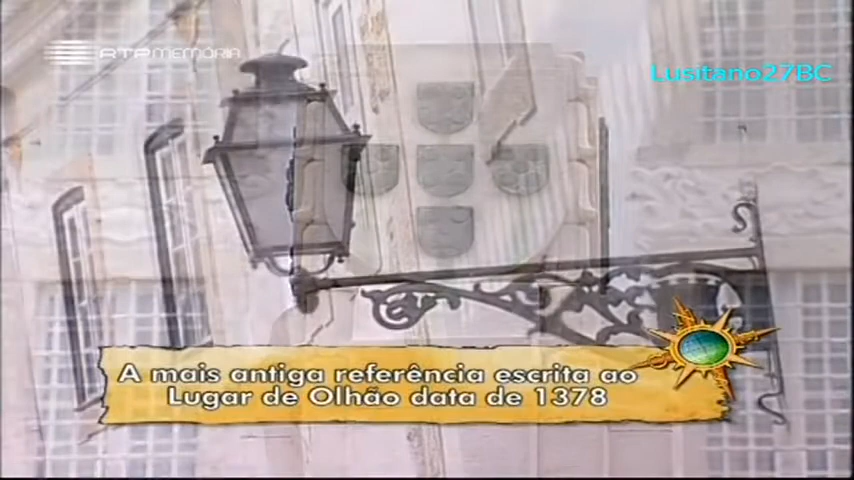 RTP MEMÓRIA
Lusitano27BC
A mais antiga referência escrita ao
Lugar de Olhão data de 1378